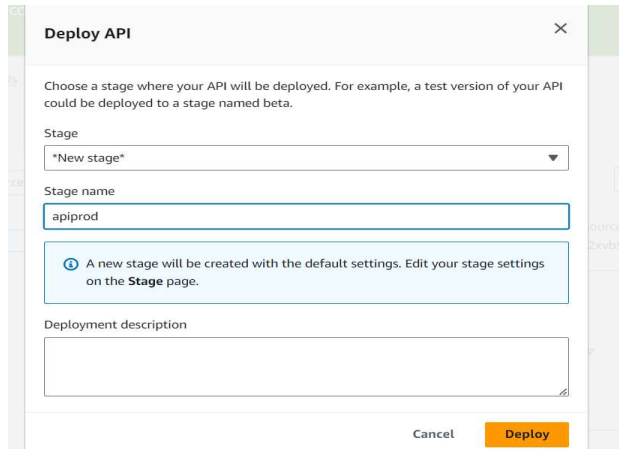 Deploy API
Choose a stage where your API will be deployed. For example, a test version of your API
could be deployed to a stage named beta.
Stage
*New stage*
Stage name
apiprod
A new stage will be created with the default settings. Edit your stage settings
on the Stage page.
Deployment description
Cancel
Deploy